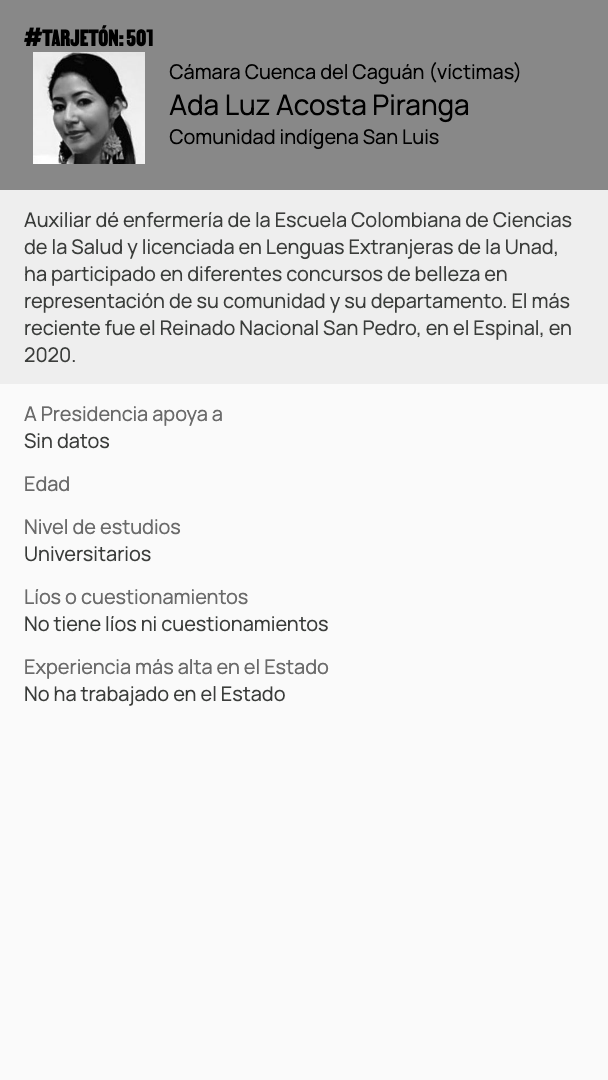 #TARJETÓN: 501
Cámara Cuenca del Caguán (víctimas)
Ada Luz Acosta Piranga
Comunidad indígena San Luis
Auxiliar dé enfermería de la Escuela Colombiana de Ciencias
de la Salud y licenciada en Lenguas Extranjeras de la Unad,
ha participado en diferentes concursos de belleza en
representación de su comunidad y su departamento. El más
reciente fue el Reinado Nacional San Pedro, en el Espinal, en
2020.
A Presidencia apoya a
Sin datos
Edad
Nivel de estudios
Universitarios
Líos o cuestionamientos
No tiene líos ni cuestionamientos
Experiencia más alta en el Estado
No ha trabajado en el Estado